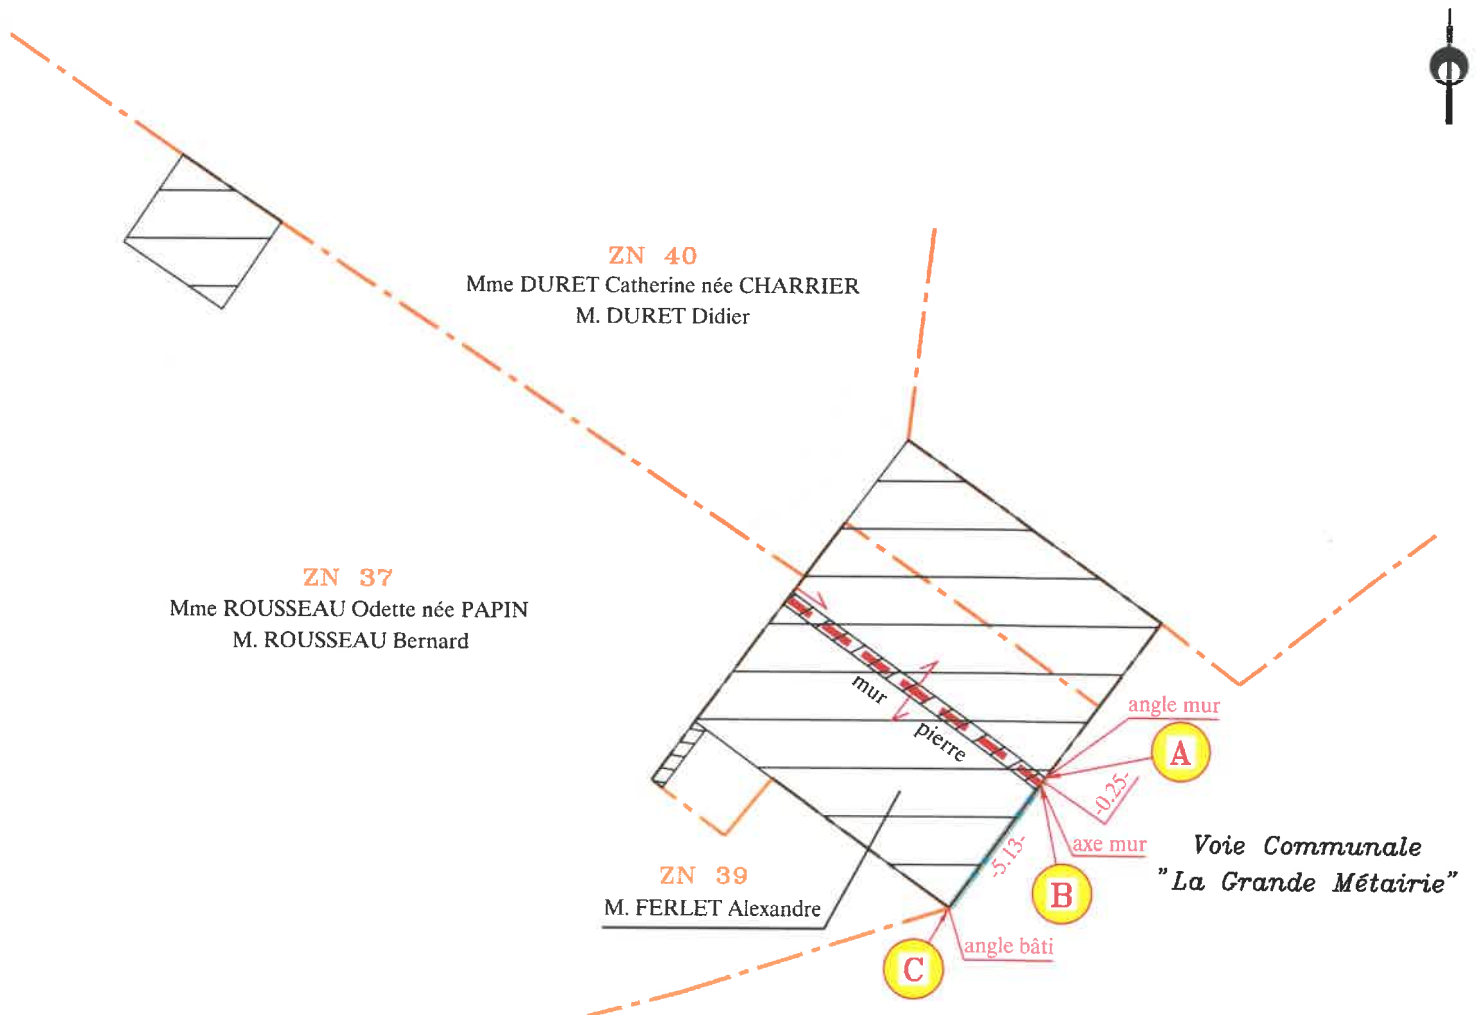 ZN 40
Mme DURET Catherine née CHARRIER
M. DURET Didier
ZN 37
Mme ROUSSEAU Odette née PAPIN
M. ROUSSEAU Bernard
mur
pierre
angle mur
A
-0.25-
axe mur
Voie Communale
"La Grande Métairie"
-5.13-
B
ZN 39
M. FERLET Alexandre
angle bâti
C